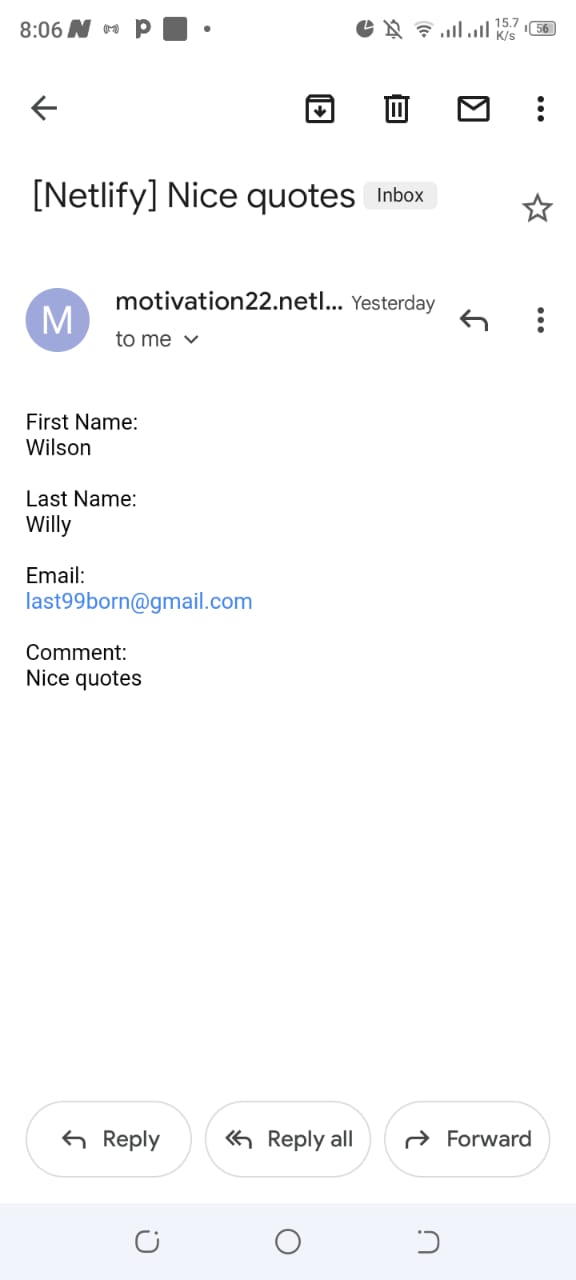 8:06
15.7
K/s
56
[Netlify] Nice quotes Inbox
M
motivation22.netl... Yesterday
to me
First Name:
Wilson
Last Name:
Willy
Email:
last99born@gmail.com
Comment:
Nice quotes
Reply
Reply all
Forward